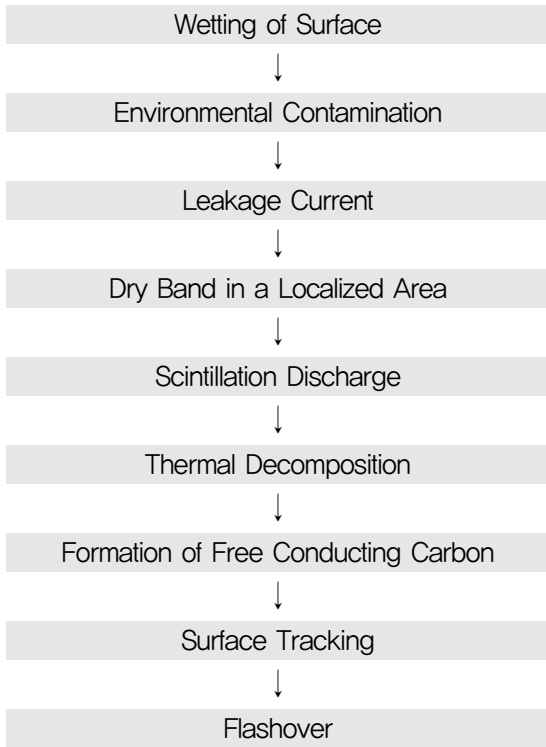 Wetting of Surface
Environmental Contamination
Leakage Current
Dry Band in a Localized Area
Scintillation Discharge
Thermal Decomposition
Formation of Free Conducting Carbon
Surface Tracking
Flashover